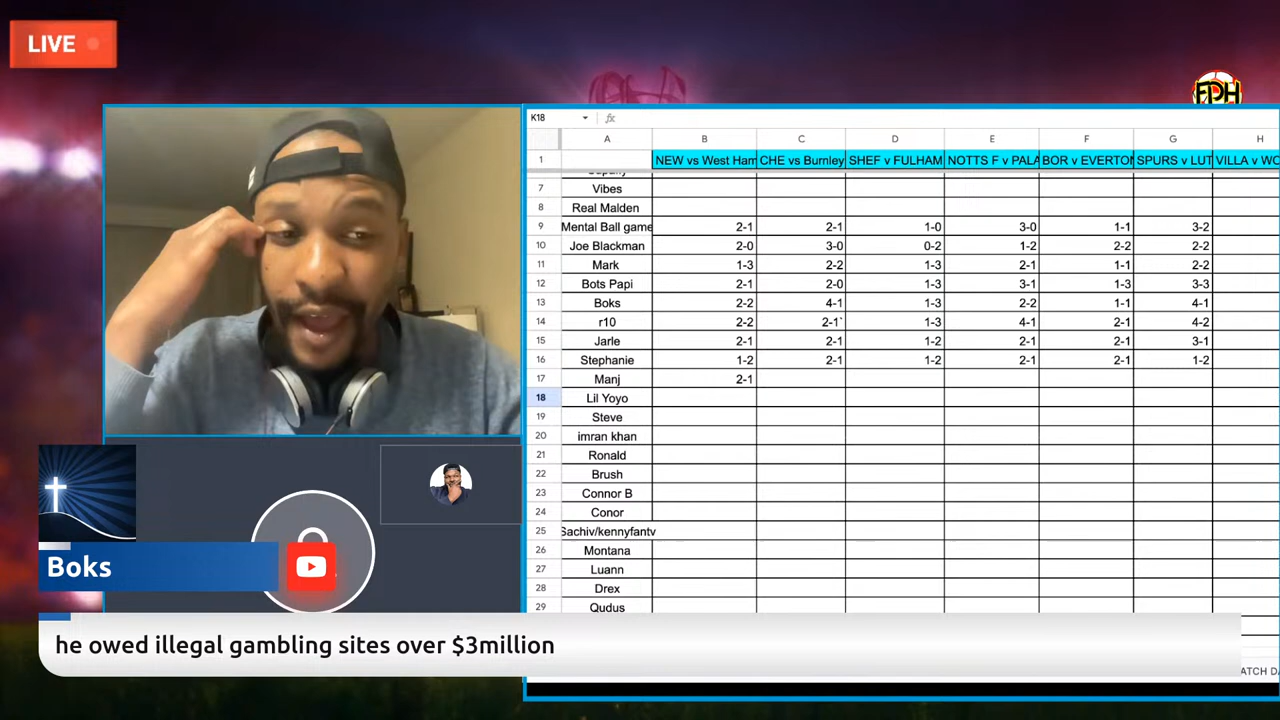 LIVE
FPH
K18 fx
A B C D E F G H
1 NEW vs West Ham CHE vs Burnley SHEF v FULHAM NOTTS F v PALA BOR v EVERTON SPURS v LUT VILLA v WO
7 Vibes
8 Real Malden
9 Mental Ball game 2-1 2-1 1-0 3-0 1-1 3-2
10 Joe Blackman 2-0 3-0 0-2 1-2 2-2 2-2
11 Mark 1-3 2-2 1-3 2-1 1-1 2-2
12 Bots Papi 2-1 2-0 1-3 3-1 1-3 3-3
13 Boks 2-2 4-1 1-3 2-2 1-1 4-1
14 r10 2-2 2-1` 1-3 4-1 2-1 4-2
15 Jarle 2-1 2-1 1-2 2-1 2-1 3-1
16 Stephanie 1-2 2-1 1-2 2-1 2-1 1-2
17 Manj 2-1
18 Lil Yoyo
19 Steve
20 imran khan
21 Ronald
22 Brush
23 Connor B
24 Conor
25 Sachiv/kennyfantv
26 Montana
27 Luann
28 Drex
29 Qudus
Boks
he owed illegal gambling sites over $3million
ATCH DA